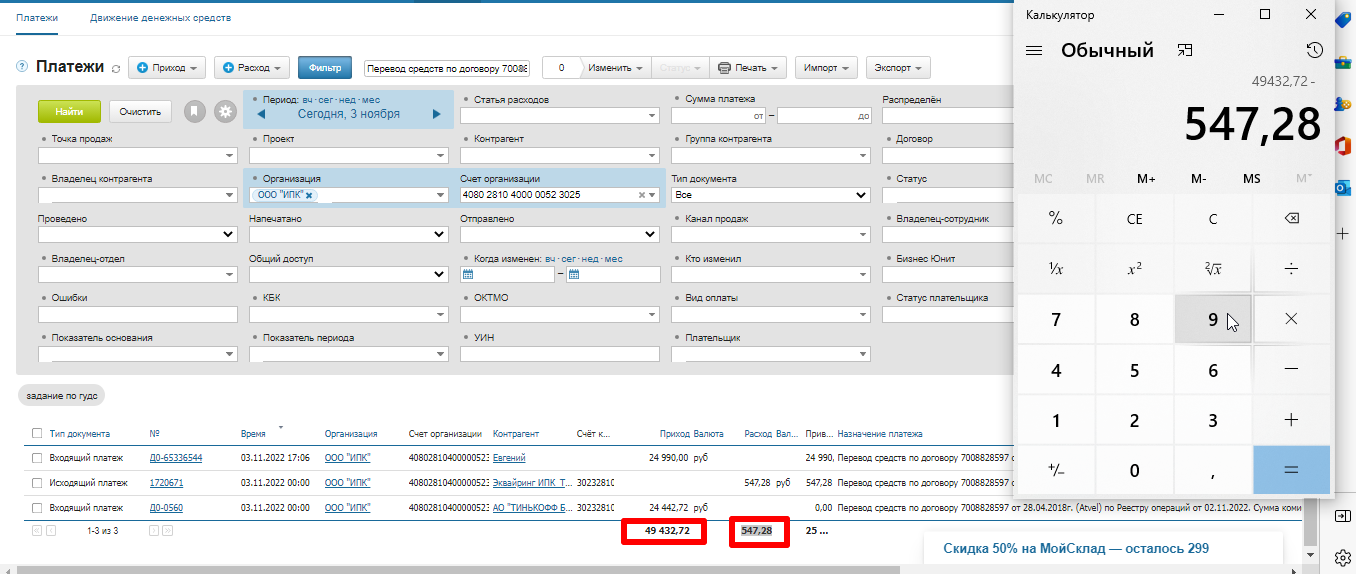 Платежи Движение денежных средств
Платежи Приход Расход Фильтр Перевод средств по договору 70088 0 Изменить Статус Печать Импорт Экспорт
Найти Очистить Период: вч·сег·нед·мес Сегодня, 3 ноября Статья расходов Сумма платежа от – до Распределён
Точка продаж Проект Контрагент Группа контрагента Договор
Владелец контрагента Организация Счет организации Тип документа Статус
ООО "ИПК" × 4080 2810 4000 0052 3025 Все
Проведено Напечатано Отправлено Канал продаж Владелец-сотрудник
Владелец-отдел Общий доступ Когда изменен: вч·сег·нед·мес Кто изменил Бизнес Юнит
–
Ошибки КБК ОКТМО Вид оплаты Статус плательщика
Показатель основания Показатель периода УИН Плательщик
задание по гудс
Тип документа № Время Организация Счет организации Контрагент Счёт к... Приход Валюта Расход Вал... Прив... Назначение платежа
Входящий платеж Д0-65336544 03.11.2022 17:06 ООО "ИПК"40802810400000523 Евгений 24 990,00 руб 24 990, Перевод средств по договору 7008828597
Исходящий платеж 1720671 03.11.2022 00:00 ООО "ИПК" 40802810400000523 Эквайринг ИПК_Т... 30232810 547,28 руб 547,28 Перевод средств по договору 7008828597
Входящий платеж Д0-0560 03.11.2022 00:00 ООО "ИПК" 40802810400000523 АО "ТИНЬКОФФ Б... 30232810 24 442,72 руб 0,00 Перевод средств по договору 7008828597 от 28.04.2018г. (Atvel) по Реестру операций от 02.11.2022. Сумма коми
1-3 из 3 49 432,72 547,28 25 ...
Скидка 50% на МойСклад — осталось 299
Калькулятор
Обычный
49432,72 -
547,28
MC MR M+ M- MS M˅
% CE C
¹/x x² ²√x ÷
7 8 9 ×
4 5 6 −
1 2 3 +
+/− 0 , =